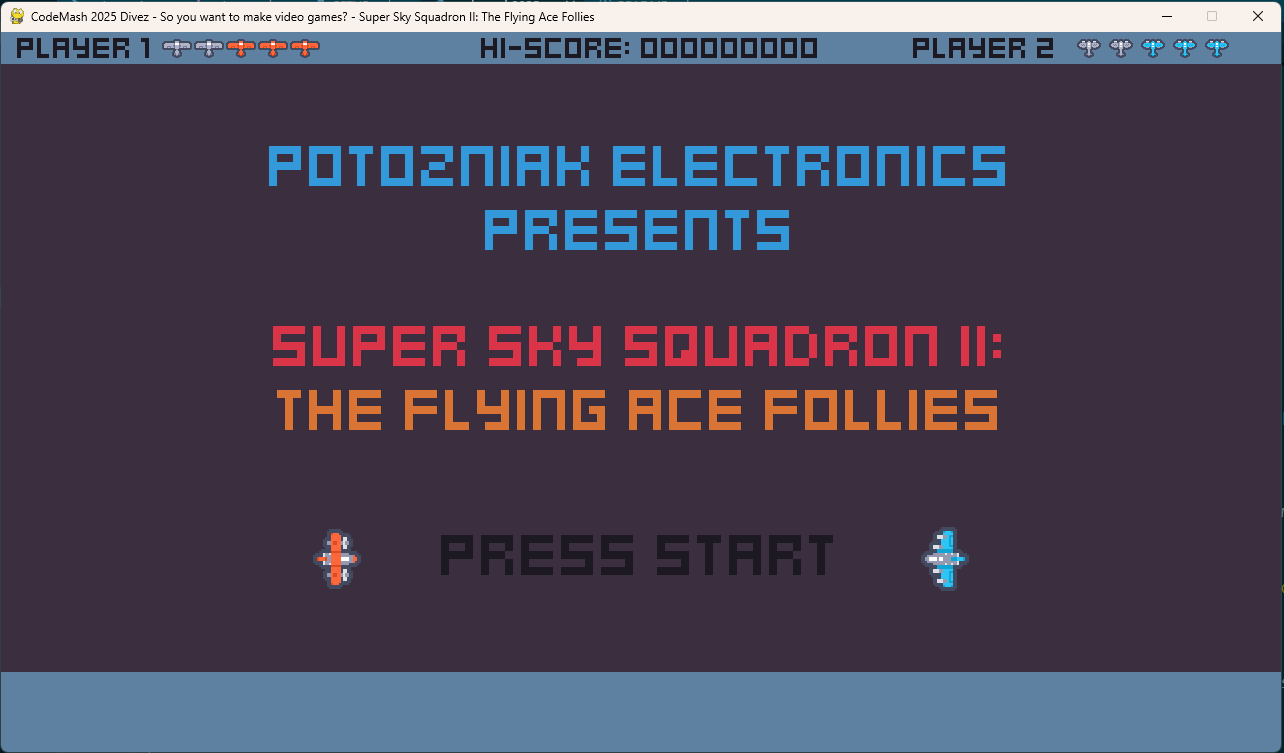 CodeMash 2025 Divez - So you want to make video games? - Super Sky Squadron II: The Flying Ace Follies
PLAYER 1 HI-SCORE: 000000000 PLAYER 2
POTOZNIAK ELECTRONICS
PRESENTS
SUPER SKY SQUADRON II:
THE FLYING ACE FOLLIES
PRESS START